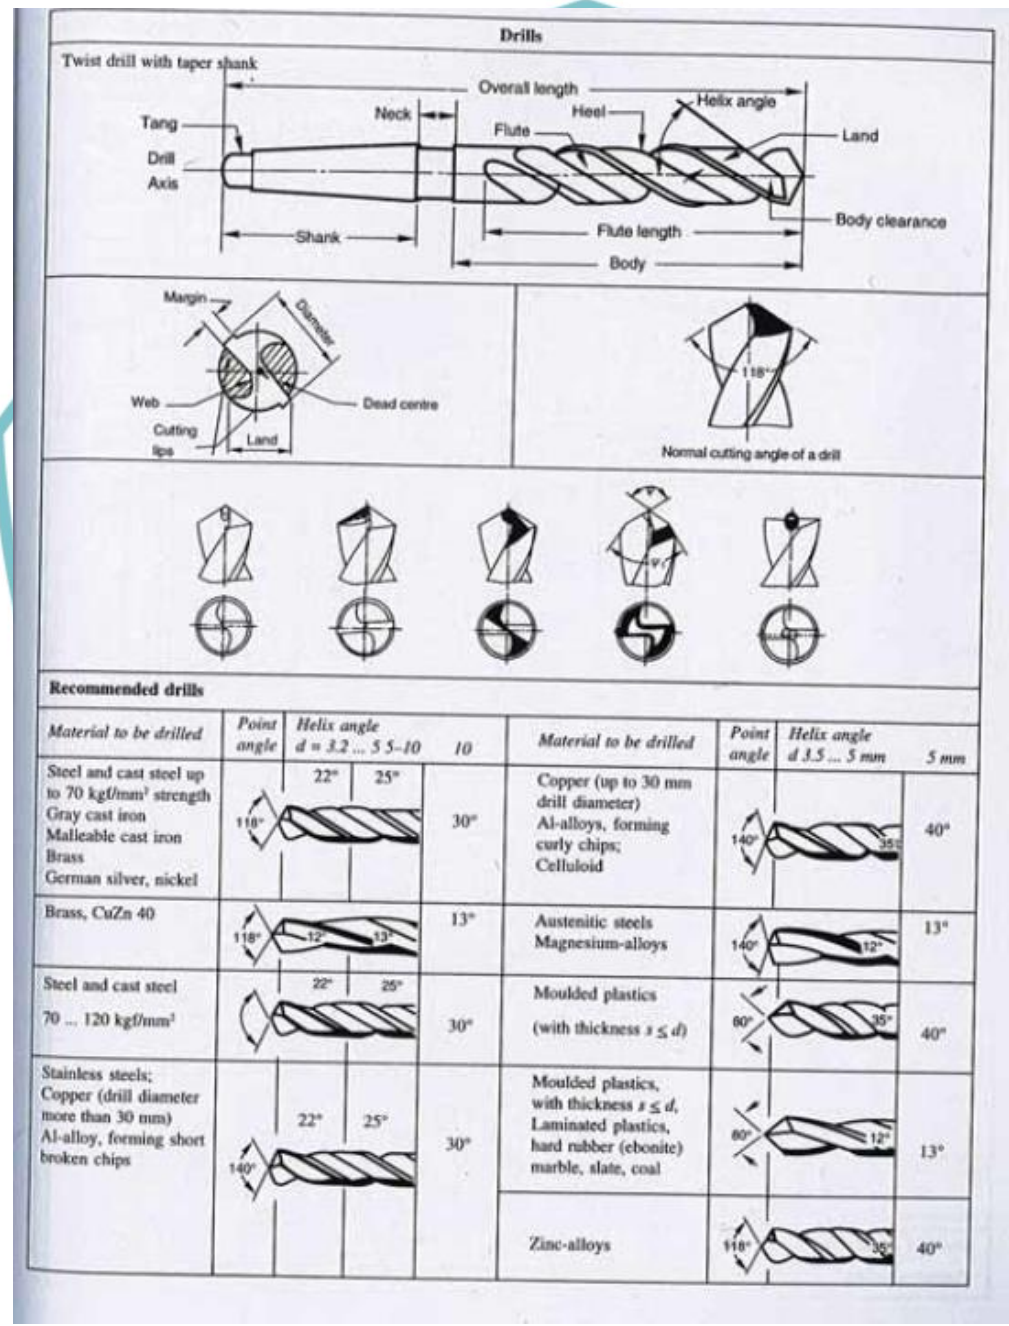 Drills
Twist drill with taper shank
Overall length
Neck
Heel
Helix angle
Tang
Flute
Land
Drill
Axis
Body clearance
Shank
Flute length
Body
Margin
Diameter
118°
Web
Dead centre
Cutting
lips
Land
Normal cutting angle of a drill
Recommended drills
Material to be drilled
Point
angle
Helix angle
d = 3.2 ... 5 5–10
10
Material to be drilled
Point
angle
Helix angle
d 3.5 ... 5 mm
5 mm
Steel and cast steel up
to 70 kgf/mm² strength
Gray cast iron
Malleable cast iron
Brass
German silver, nickel
118°
22°
25°
30°
Copper (up to 30 mm
drill diameter)
Al-alloys, forming
curly chips;
Celluloid
140°
35°
40°
Brass, CuZn 40
118°
12°
13°
13°
Austenitic steels
Magnesium-alloys
140°
12°
13°
Steel and cast steel
70 ... 120 kgf/mm²
22°
25°
30°
Moulded plastics
(with thickness s ≤ d)
60°
35°
40°
Stainless steels;
Copper (drill diameter
more than 30 mm)
Al-alloy, forming short
broken chips
140°
22°
25°
30°
Moulded plastics,
with thickness s ≤ d,
Laminated plastics,
hard rubber (ebonite)
marble, slate, coal
60°
12°
13°
Zinc-alloys
118°
35°
40°